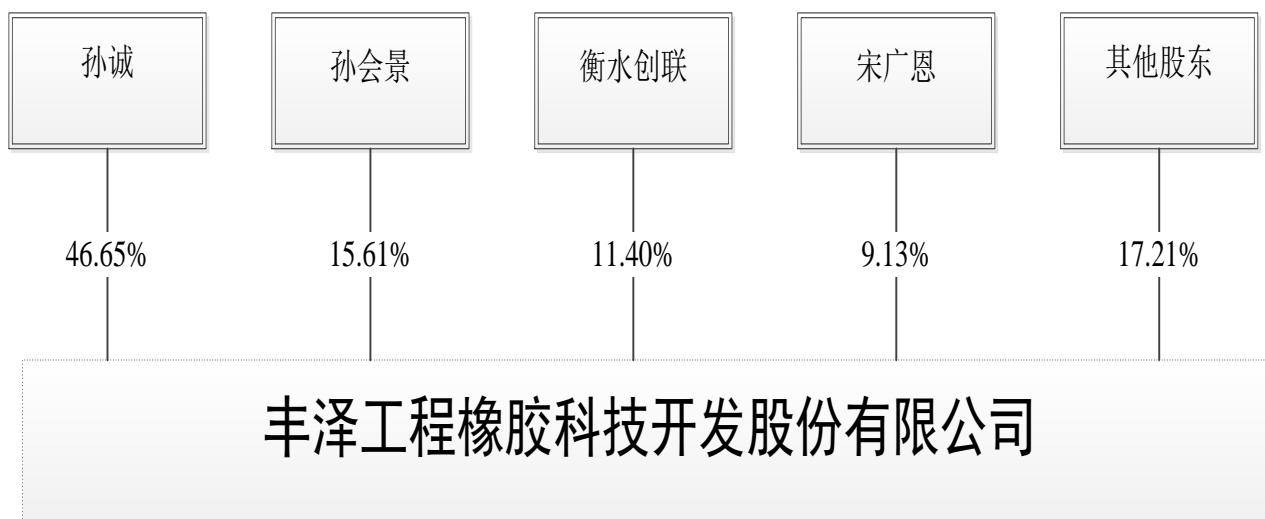 孙诚 孙会景 衡水创联 宋广恩 其他股东
46.65% 15.61% 11.40% 9.13% 17.21%
丰泽工程橡胶科技开发股份有限公司